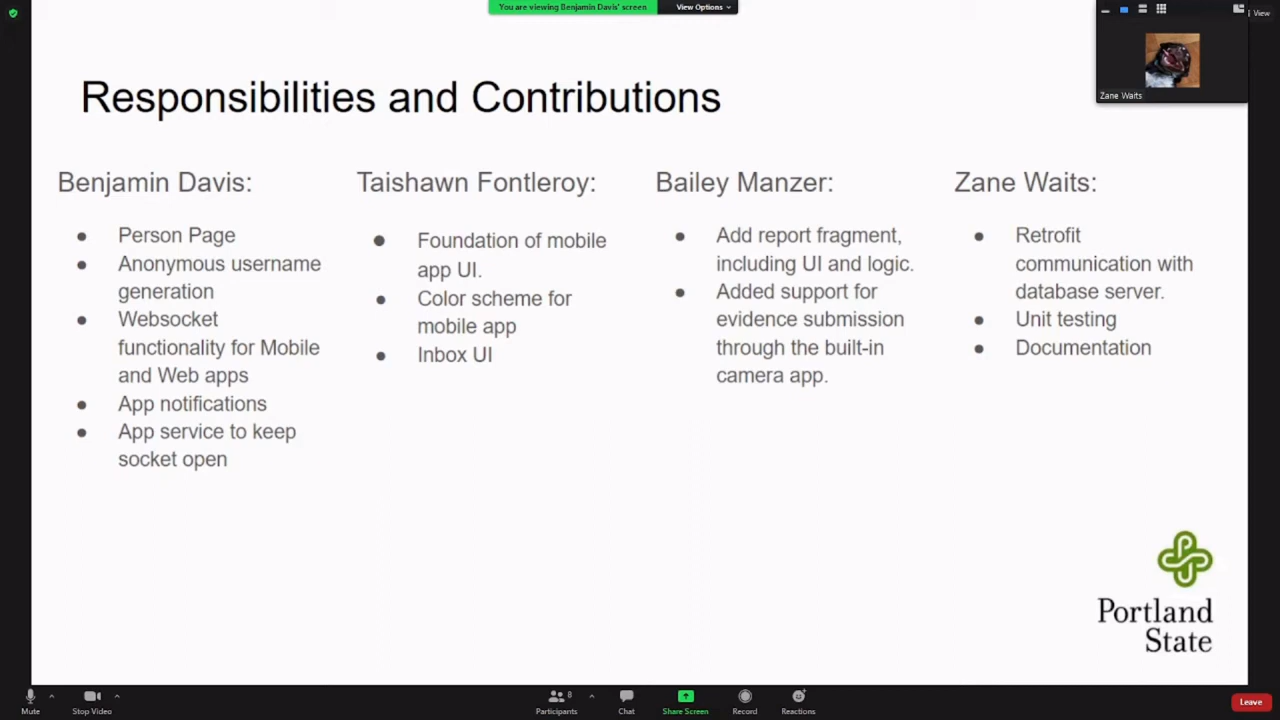 You are viewing Benjamin Davis' screen
View Options
View
Zane Waits
Responsibilities and Contributions
Benjamin Davis:
● Person Page
● Anonymous username
generation
● Websocket
functionality for Mobile
and Web apps
● App notifications
● App service to keep
socket open
Taishawn Fontleroy:
● Foundation of mobile
app UI.
● Color scheme for
mobile app
● Inbox UI
Bailey Manzer:
● Add report fragment,
including UI and logic.
● Added support for
evidence submission
through the built-in
camera app.
Zane Waits:
● Retrofit
communication with
database server.
● Unit testing
● Documentation
Portland
State
Mute
Stop Video
Participants
8
Chat
Share Screen
Record
Reactions
Leave